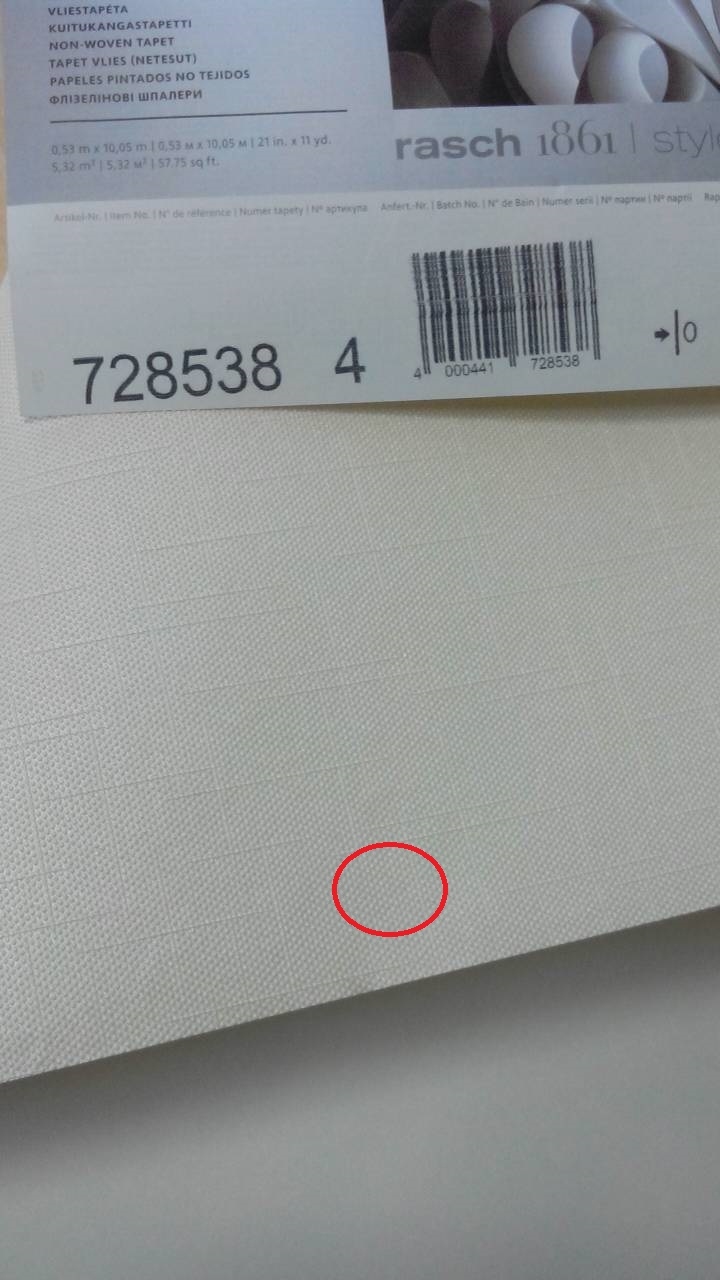 VLIESTAPÉTA
KUITUKANGASTAPETTI
NON-WOVEN TAPET
TAPET VLIES (NETESUT)
PAPELES PINTADOS NO TEJIDOS
ФЛІЗЕЛІНОВІ ШПАЛЕРИ
0,53 m x 10,05 m | 0,53 м x 10,05 м | 21 in. x 11 yd.
5,32 m² | 5,32 м² | 57.75 sq ft.
rasch 1861 | style
Artikel-Nr. | Item No. | N° de référence | Numer tapety | № артикула Anfert.-Nr. | Batch No. | N° de Bain | Numer serii | № партии | № партії Rap
728538 4
4 000441 728538
0